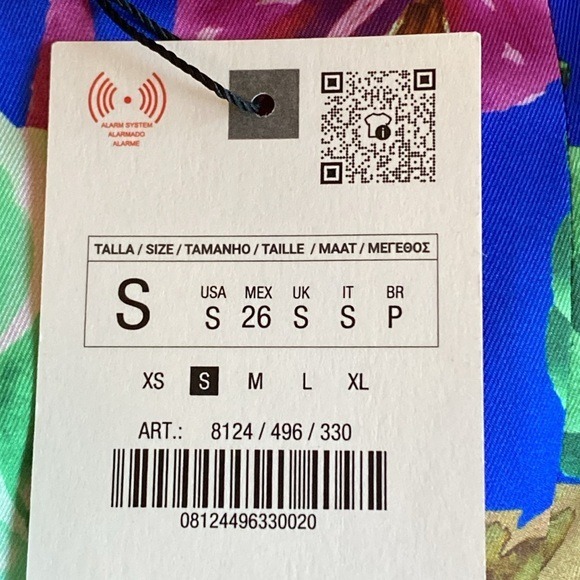 ALARM SYSTEM
ALARMADO
ALARME
TALLA / SIZE / TAMANHO / TAILLE / MAAT / ΜΕΓΕΘΟΣ
S
USA MEX UK IT BR
S 26 S S P
XS S M L XL
ART.: 8124 / 496 / 330
08124496330020